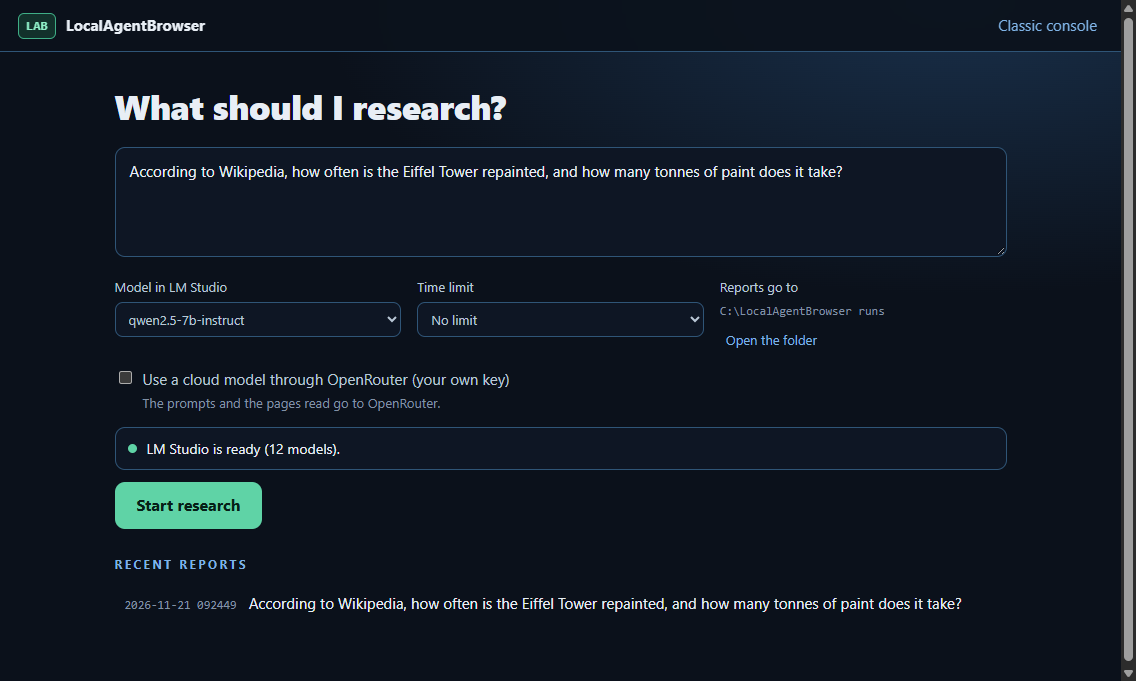 LAB LocalAgentBrowser Classic console
What should I research?
According to Wikipedia, how often is the Eiffel Tower repainted, and how many tonnes of paint does it take?
Model in LM Studio Time limit Reports go to
qwen2.5-7b-instruct No limit C:\LocalAgentBrowser runs
Open the folder
Use a cloud model through OpenRouter (your own key)
The prompts and the pages read go to OpenRouter.
LM Studio is ready (12 models).
Start research
RECENT REPORTS
2026-11-21 092449 According to Wikipedia, how often is the Eiffel Tower repainted, and how many tonnes of paint does it take?